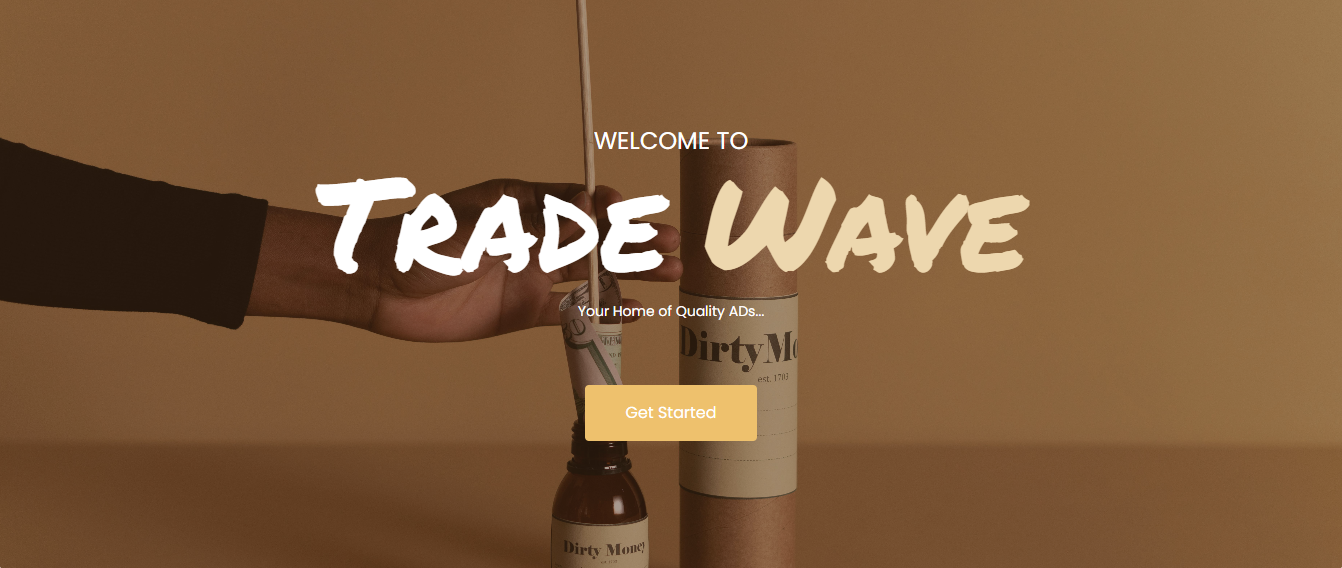 WELCOME TO
TRADE WAVE
Your Home of Quality ADs...
DirtyMo
est. 1703
Get Started
Dirty Money